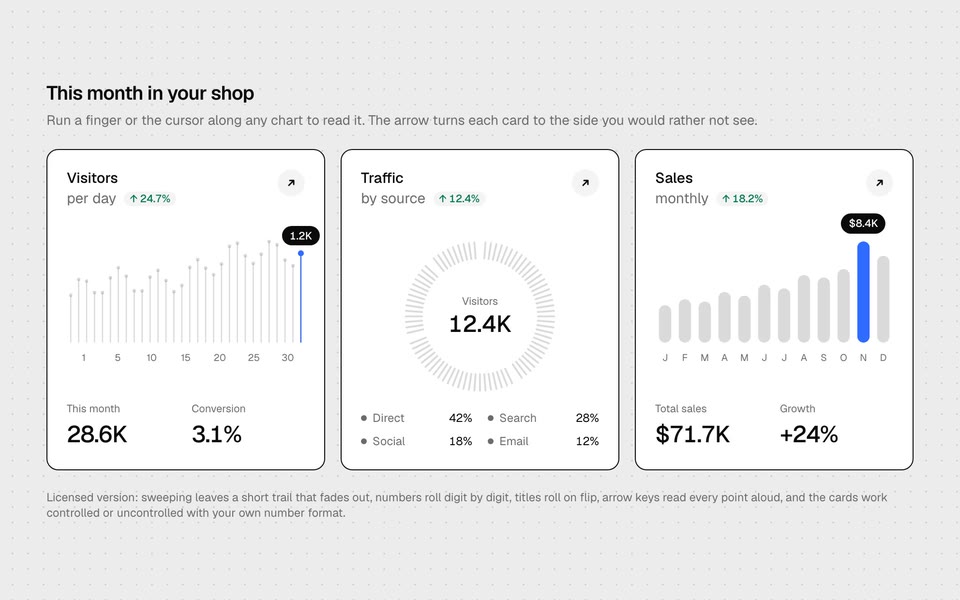 This month in your shop
Run a finger or the cursor along any chart to read it. The arrow turns each card to the side you would rather not see.
Visitors
per day ↑ 24.7%
1.2K
1 5 10 15 20 25 30
This month Conversion
28.6K 3.1%
Traffic
by source ↑ 12.4%
Visitors
12.4K
Direct 42% Search 28%
Social 18% Email 12%
Sales
monthly ↑ 18.2%
$8.4K
J F M A M J J A S O N D
Total sales Growth
$71.7K +24%
Licensed version: sweeping leaves a short trail that fades out, numbers roll digit by digit, titles roll on flip, arrow keys read every point aloud, and the cards work
controlled or uncontrolled with your own number format.